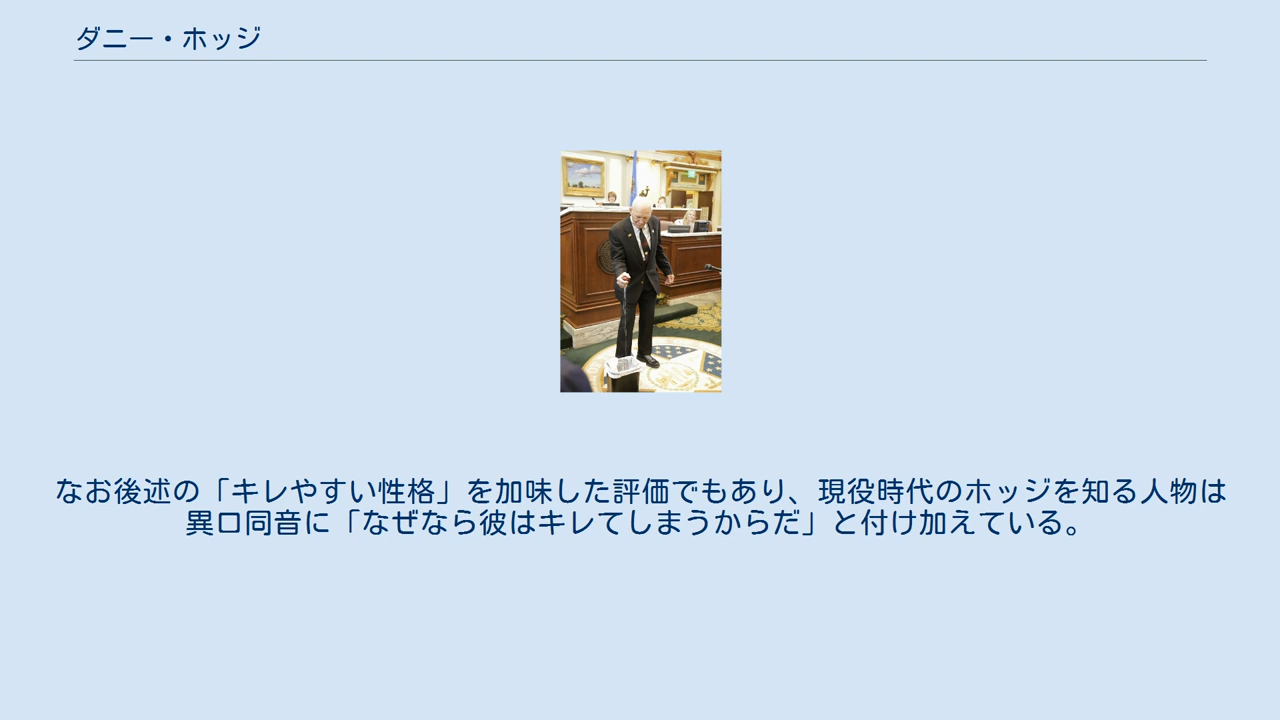 ダニー・ホッジ
なお後述の「キレやすい性格」を加味した評価でもあり、現役時代のホッジを知る人物は
異口同音に「なぜなら彼はキレてしまうからだ」と付け加えている。